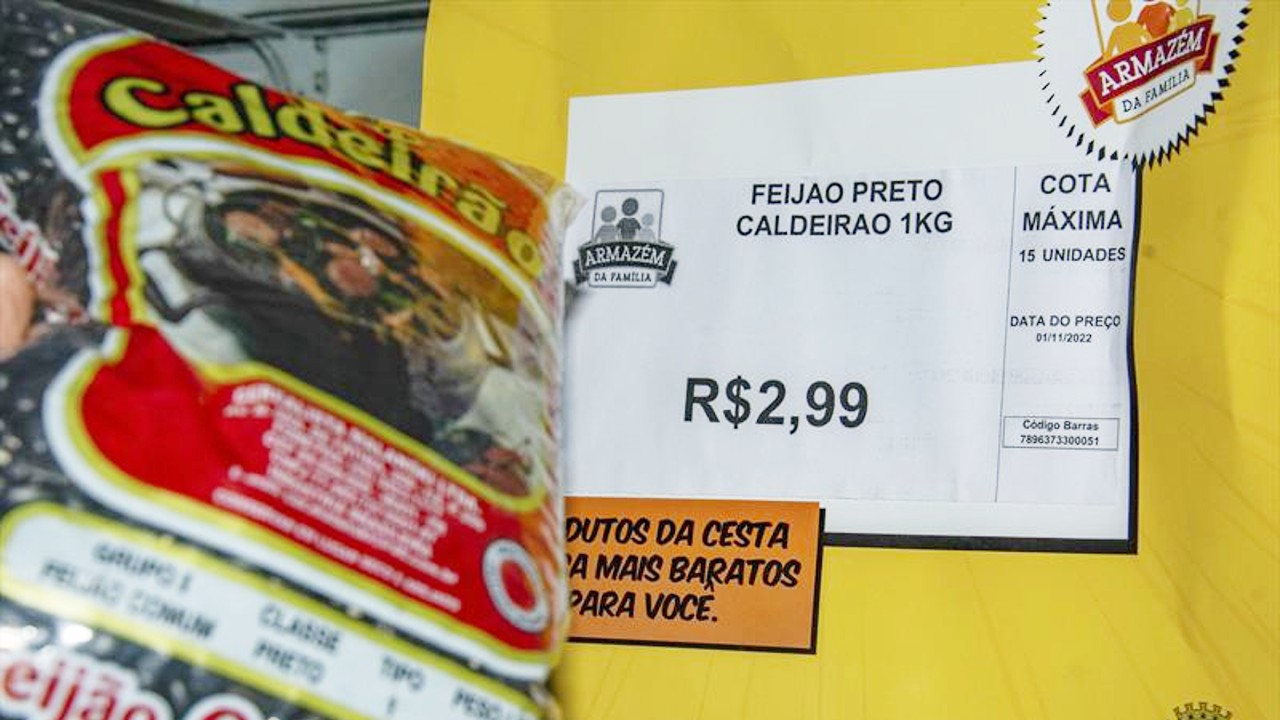 Caldeirão
GRUPO I
FEIJÃO COMUM
CLASSE
PRETO
TIPO
1
eijão
ARMAZÉM
DA FAMÍLIA
ARMAZÉM
DA FAMÍLIA
FEIJAO PRETO
CALDEIRAO 1KG
R$2,99
COTA
MÁXIMA
15 UNIDADES
DATA DO PREÇO
01/11/2022
Código Barras
7896373300051
DUTOS DA CESTA
A MAIS BARATOS
PARA VOCÊ.